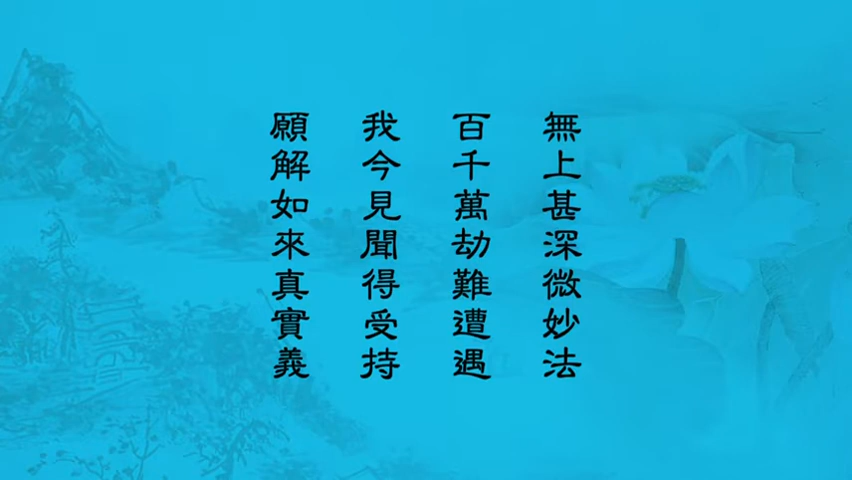 無上甚深微妙法
百千萬劫難遭遇
我今見聞得受持
願解如來真實義